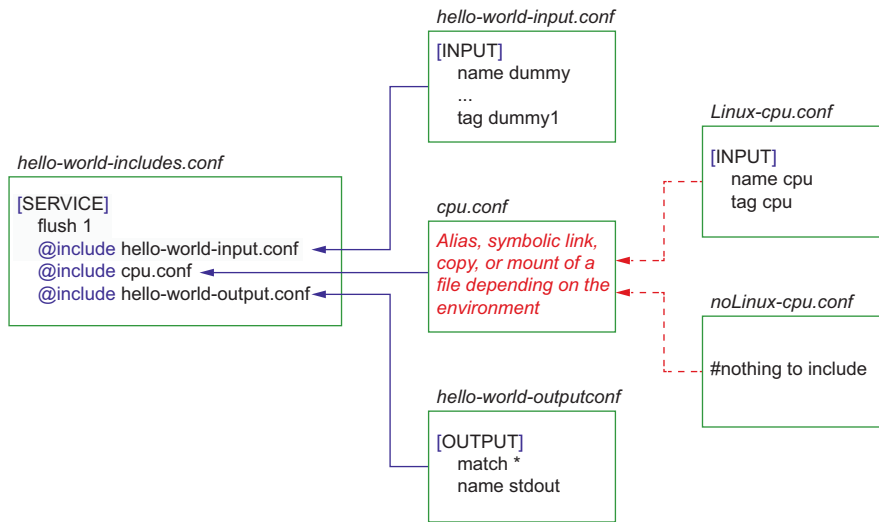 hello-world-includes.conf
[SERVICE]
flush 1
@include hello-world-input.conf
@include cpu.conf
@include hello-world-output.conf
hello-world-input.conf
[INPUT]
name dummy
...
tag dummy1
cpu.conf
Alias, symbolic link,
copy, or mount of a
file depending on the
environment
hello-world-outputconf
[OUTPUT]
match *
name stdout
Linux-cpu.conf
[INPUT]
name cpu
tag cpu
noLinux-cpu.conf
#nothing to include